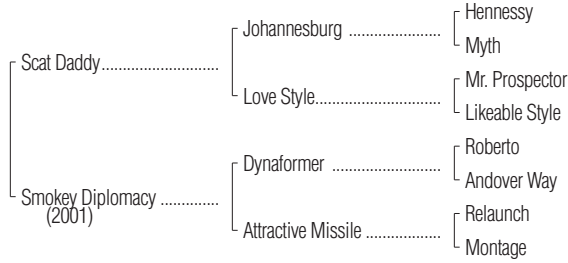 Hennessy
Johannesburg ...................
Myth
Scat Daddy........................
Mr. Prospector
Love Style..........................
Likeable Style
Roberto
Dynaformer ......................
Andover Way
Smokey Diplomacy ............
(2001)
Relaunch
Attractive Missile ...............
Montage